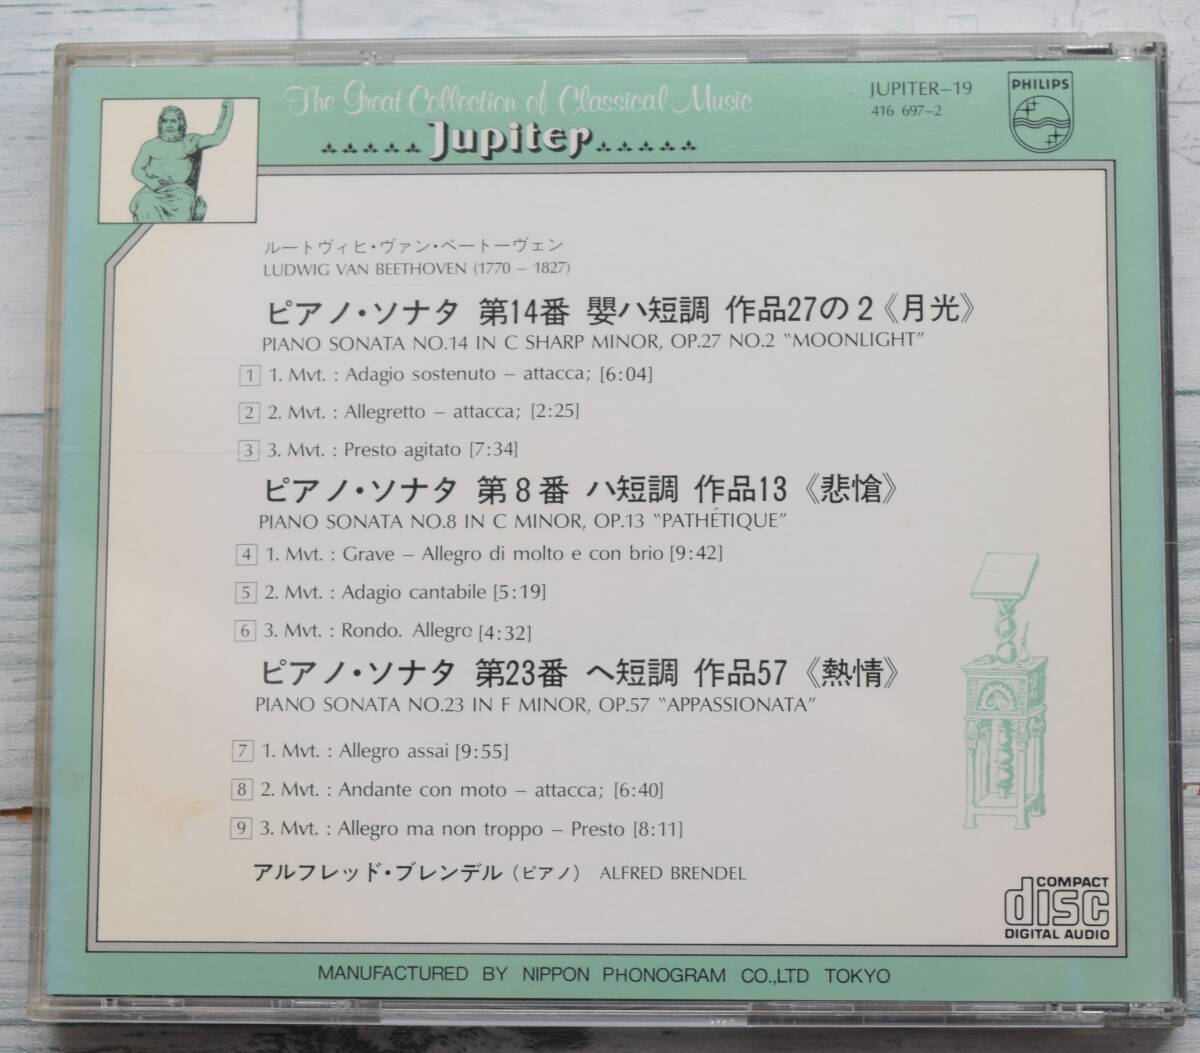 The Great Collection of Classical Music
Jupiter
JUPITER-19
416 697-2
PHILIPS
ルートヴィヒ・ヴァン・ベートーヴェン
LUDWIG VAN BEETHOVEN (1770 – 1827)
ピアノ・ソナタ 第14番 嬰ハ短調 作品27の2《月光》
PIANO SONATA NO.14 IN C SHARP MINOR, OP.27 NO.2 “MOONLIGHT”
1 1. Mvt. : Adagio sostenuto – attacca; [6:04]
2 2. Mvt. : Allegretto – attacca; [2:25]
3 3. Mvt. : Presto agitato [7:34]
ピアノ・ソナタ 第8番 ハ短調 作品13《悲愴》
PIANO SONATA NO.8 IN C MINOR, OP.13 “PATHÉTIQUE”
4 1. Mvt. : Grave – Allegro di molto e con brio [9:42]
5 2. Mvt. : Adagio cantabile [5:19]
6 3. Mvt. : Rondo. Allegro [4:32]
ピアノ・ソナタ 第23番 ヘ短調 作品57《熱情》
PIANO SONATA NO.23 IN F MINOR, OP.57 “APPASSIONATA”
7 1. Mvt. : Allegro assai [9:55]
8 2. Mvt. : Andante con moto – attacca; [6:40]
9 3. Mvt. : Allegro ma non troppo – Presto [8:11]
アルフレッド・ブレンデル（ピアノ） ALFRED BRENDEL
COMPACT
disc
DIGITAL AUDIO
MANUFACTURED BY NIPPON PHONOGRAM CO.,LTD TOKYO